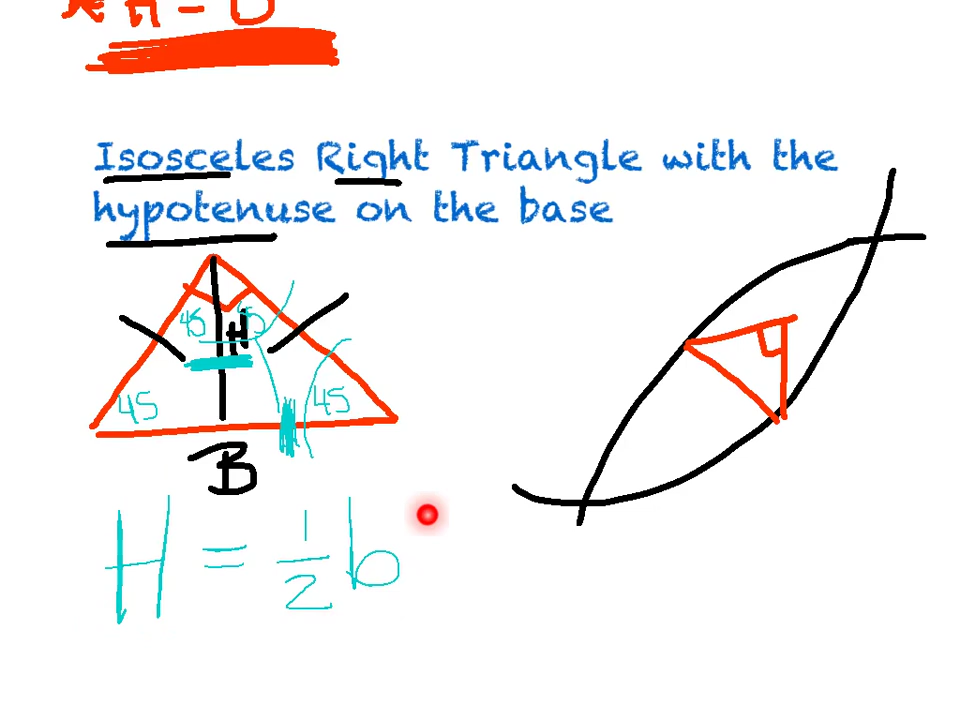 Isosceles Right Triangle with the
hypotenuse on the base
45 45
H
45 45
B
H = 1/2 b